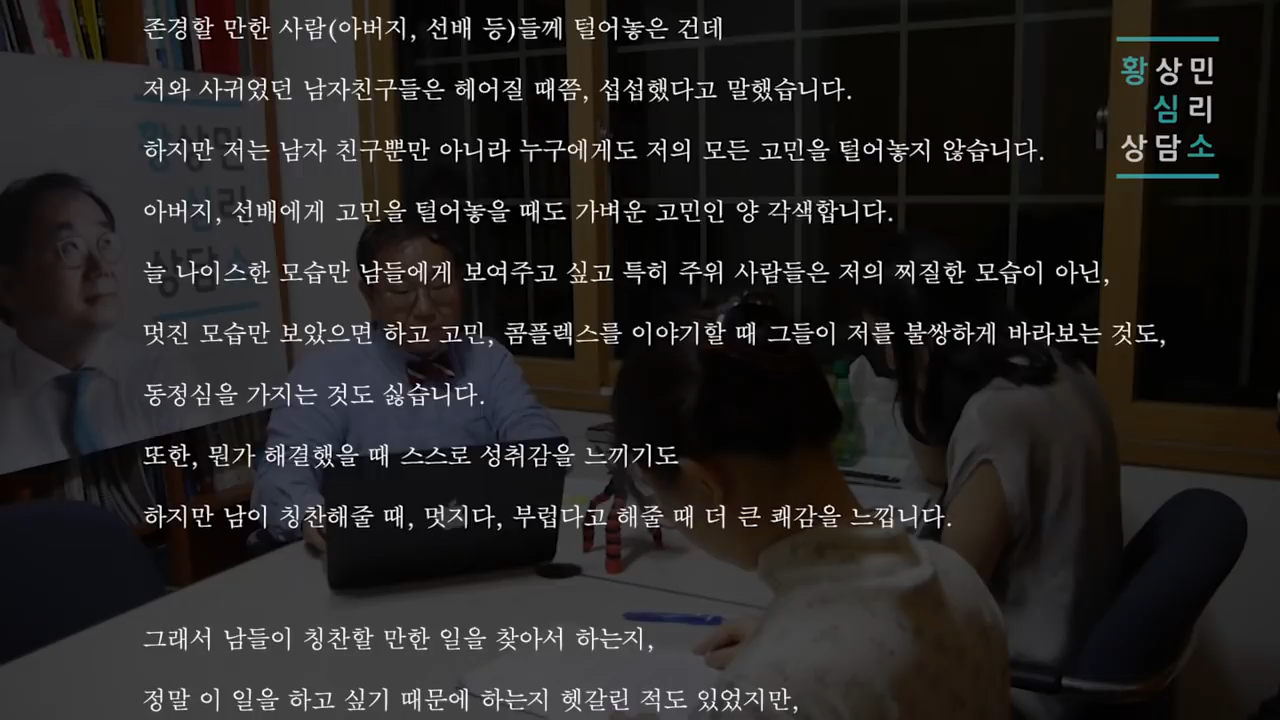 존경할 만한 사람(아버지, 선배 등)들께 털어놓은 건데
저와 사귀었던 남자친구들은 헤어질 때쯤, 섭섭했다고 말했습니다.
하지만 저는 남자 친구뿐만 아니라 누구에게도 저의 모든 고민을 털어놓지 않습니다.
아버지, 선배에게 고민을 털어놓을 때도 가벼운 고민인 양 각색합니다.
늘 나이스한 모습만 남들에게 보여주고 싶고 특히 주위 사람들은 저의 찌질한 모습이 아닌,
멋진 모습만 보았으면 하고 고민, 콤플렉스를 이야기할 때 그들이 저를 불쌍하게 바라보는 것도,
동정심을 가지는 것도 싫습니다.
또한, 뭔가 해결했을 때 스스로 성취감을 느끼기도
하지만 남이 칭찬해줄 때, 멋지다, 부럽다고 해줄 때 더 큰 쾌감을 느낍니다.
그래서 남들이 칭찬할 만한 일을 찾아서 하는지,
정말 이 일을 하고 싶기 때문에 하는지 헷갈린 적도 있었지만,
황상민
심리
상담소
황상민
심리
상담소